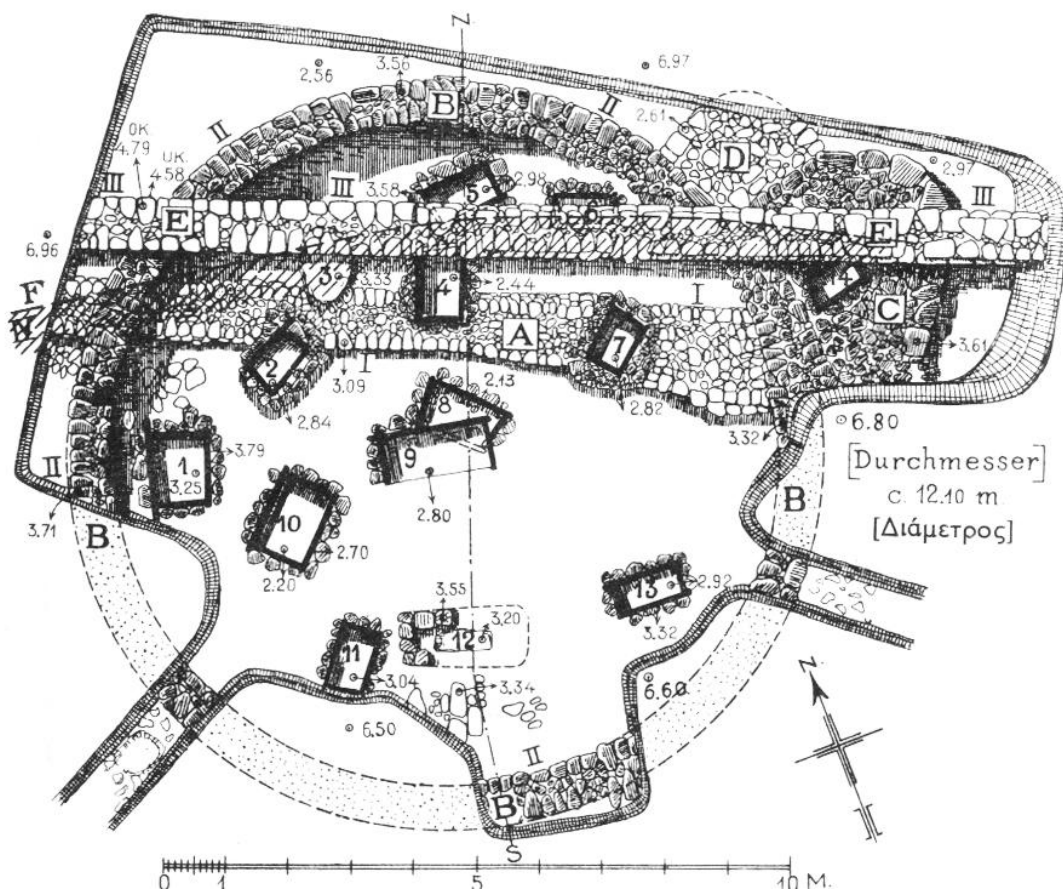 N
3.56
6.97
2,56
B
II
II
2.61
OK.
4.79
UK.
4.58
D
2.97
III
III
3.58
5
2.98
III
6
E
E
6,96
3
3.33
4
2.44
I
C
F
A
7
3.61
2
I
3.09
2.13
2.84
8
2.82
3.32
6.80
1
3.25
3.79
9
[Durchmesser]
c. 12.10 m.
[Διάμετρος]
II
3.71
B
2.80
B
10
2.70
2.20
3.55
13
2.92
12
3.20
3.32
11
3.04
3.34
6.60
N
6.50
II
B
S
0 1 5 10 M.